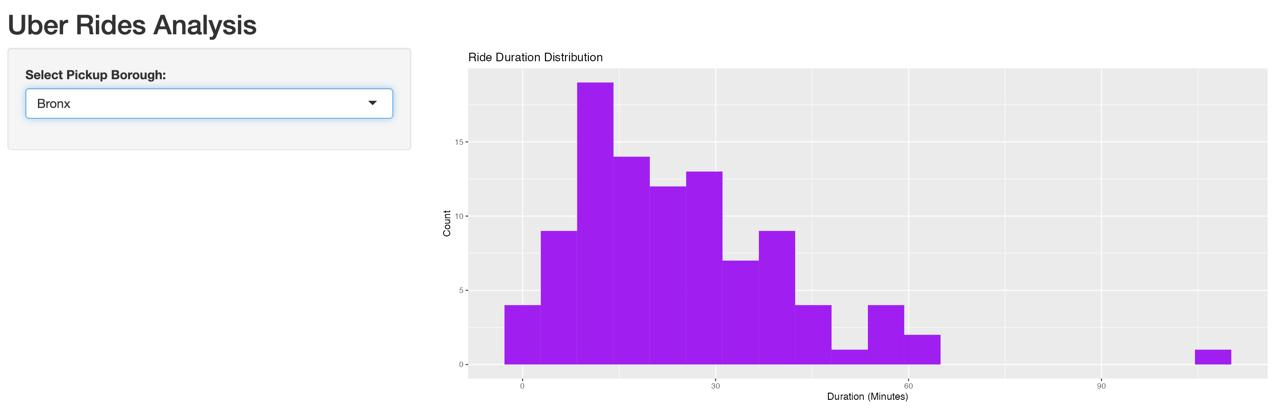 Uber Rides Analysis
Select Pickup Borough:
Bronx
Ride Duration Distribution
15
10
5
0
Count
0 30 60 90
Duration (Minutes)